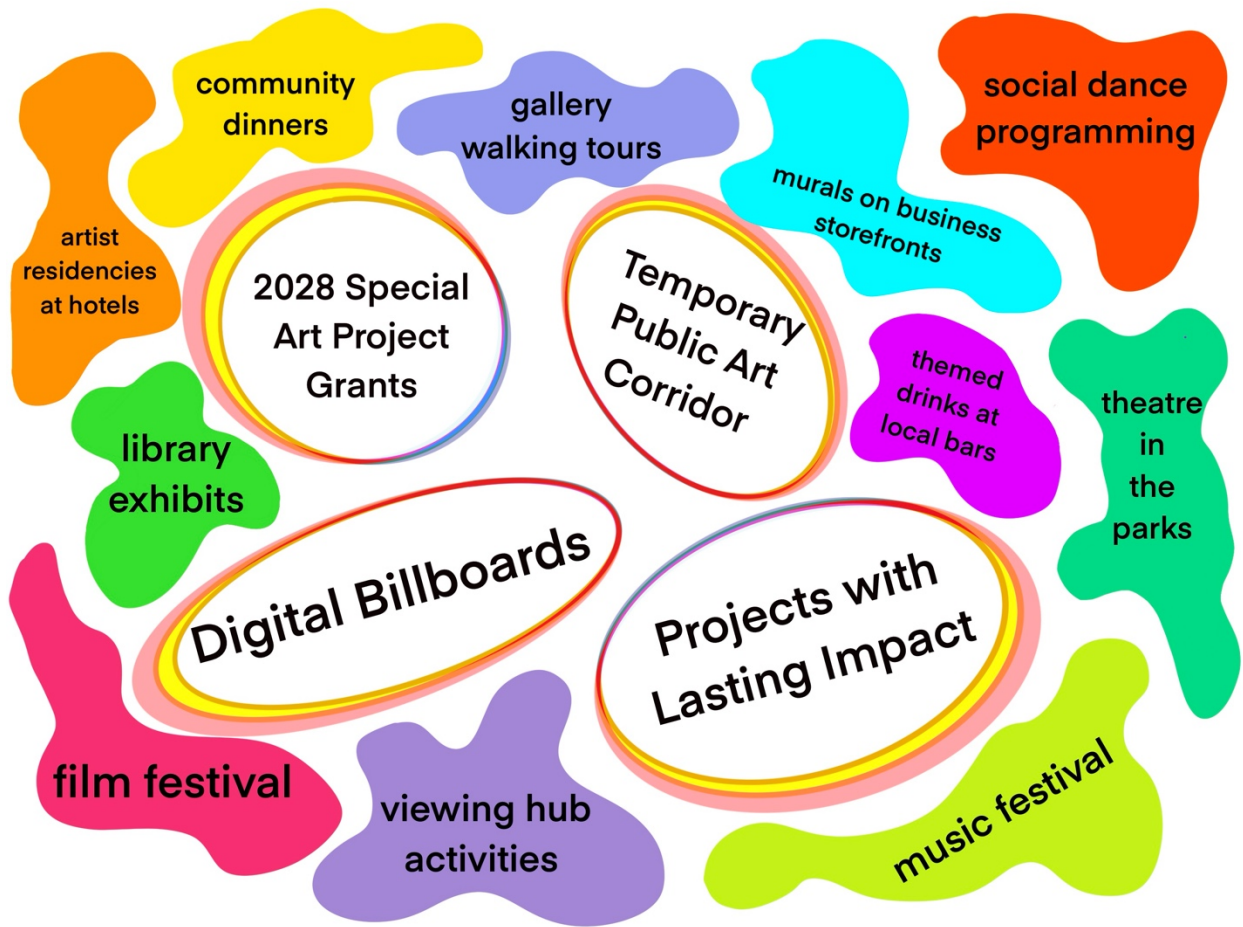 community
dinners
gallery
walking tours
social dance
programming
murals on business
storefronts
artist
residencies
at hotels
2028 Special
Art Project
Grants
Temporary
Public Art
Corridor
themed
drinks at
local bars
theatre
in
the
parks
library
exhibits
Digital Billboards
Projects with
Lasting Impact
film festival
viewing hub
activities
music festival